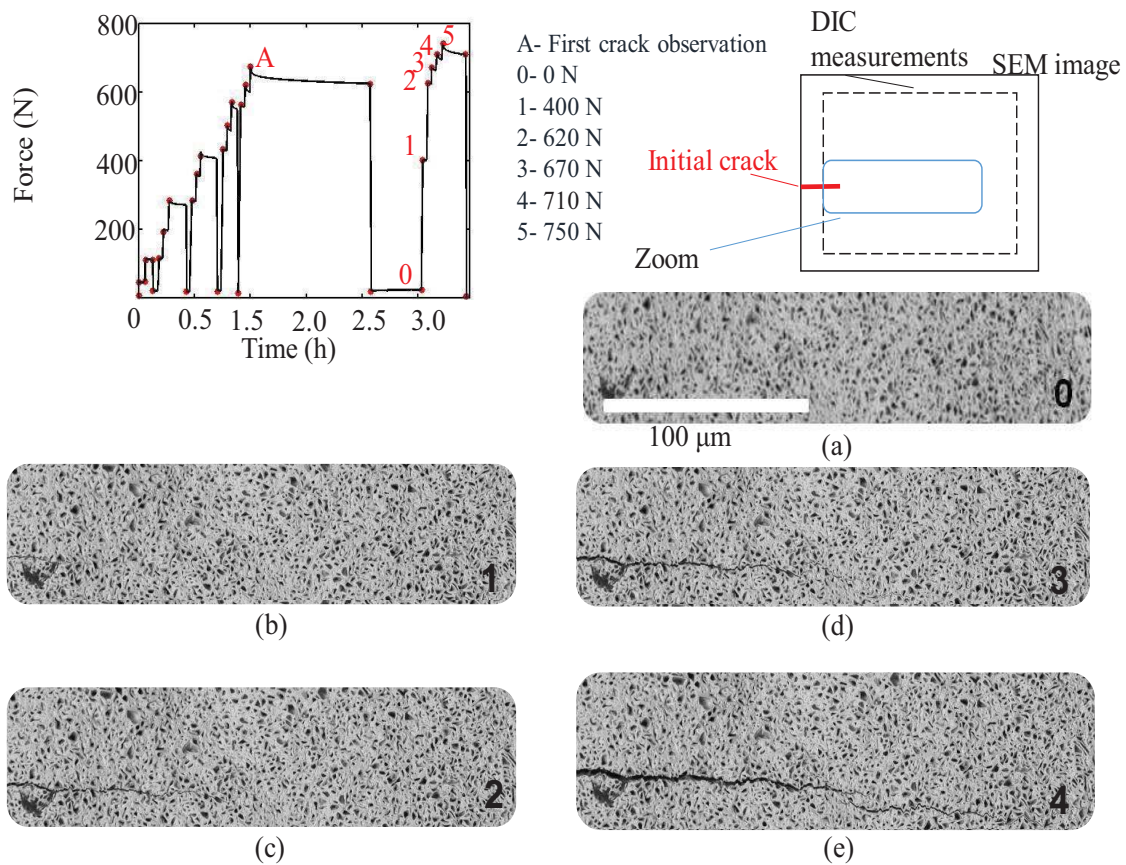 800
600
400
200
Force (N)
0
0.5
1.5
1.5
2.0
2.5
3.0
Time (h)
A
0
1
2
3
4
5
A- First crack observation
0- 0 N
1- 400 N
2- 620 N
3- 670 N
4- 710 N
5- 750 N
DIC
measurements
SEM image
Initial crack
Zoom
0
100 μm
(a)
1
(b)
3
(d)
2
(c)
4
(e)